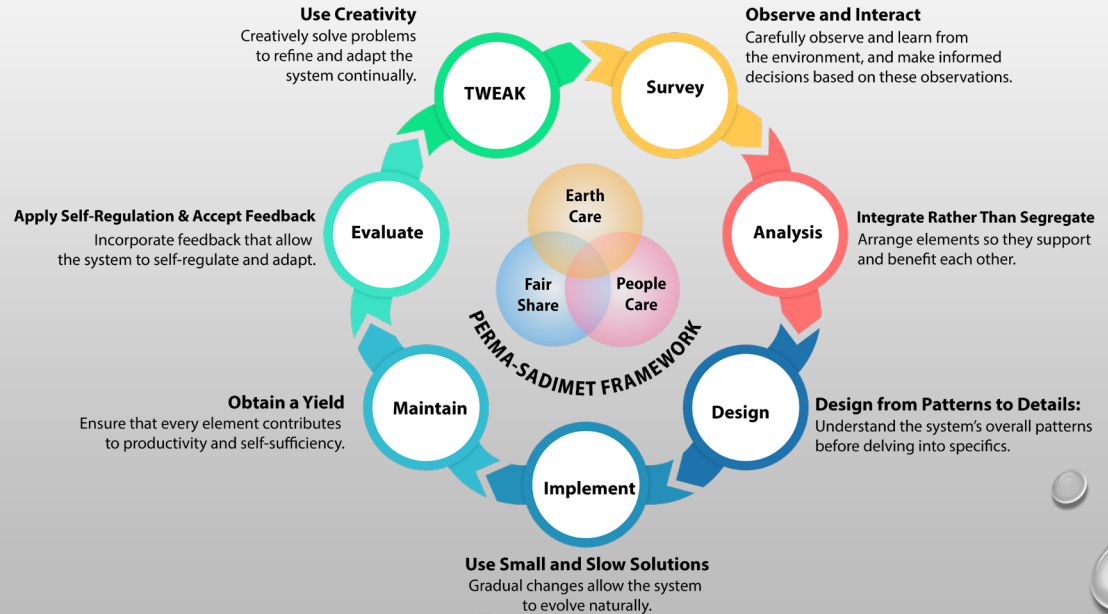 Use Creativity
Creatively solve problems
to refine and adapt the
system continually.
TWEAK
Observe and Interact
Carefully observe and learn from
the environment, and make informed
decisions based on these observations.
Survey
Apply Self-Regulation & Accept Feedback
Incorporate feedback that allow
the system to self-regulate and adapt.
Evaluate
Earth
Care
Fair
Share
People
Care
PERMA-SADIMET FRAMEWORK
Analysis
Integrate Rather Than Segregate
Arrange elements so they support
and benefit each other.
Obtain a Yield
Ensure that every element contributes
to productivity and self-sufficiency.
Maintain
Design
Design from Patterns to Details:
Understand the system's overall patterns
before delving into specifics.
Implement
Use Small and Slow Solutions
Gradual changes allow the system
to evolve naturally.